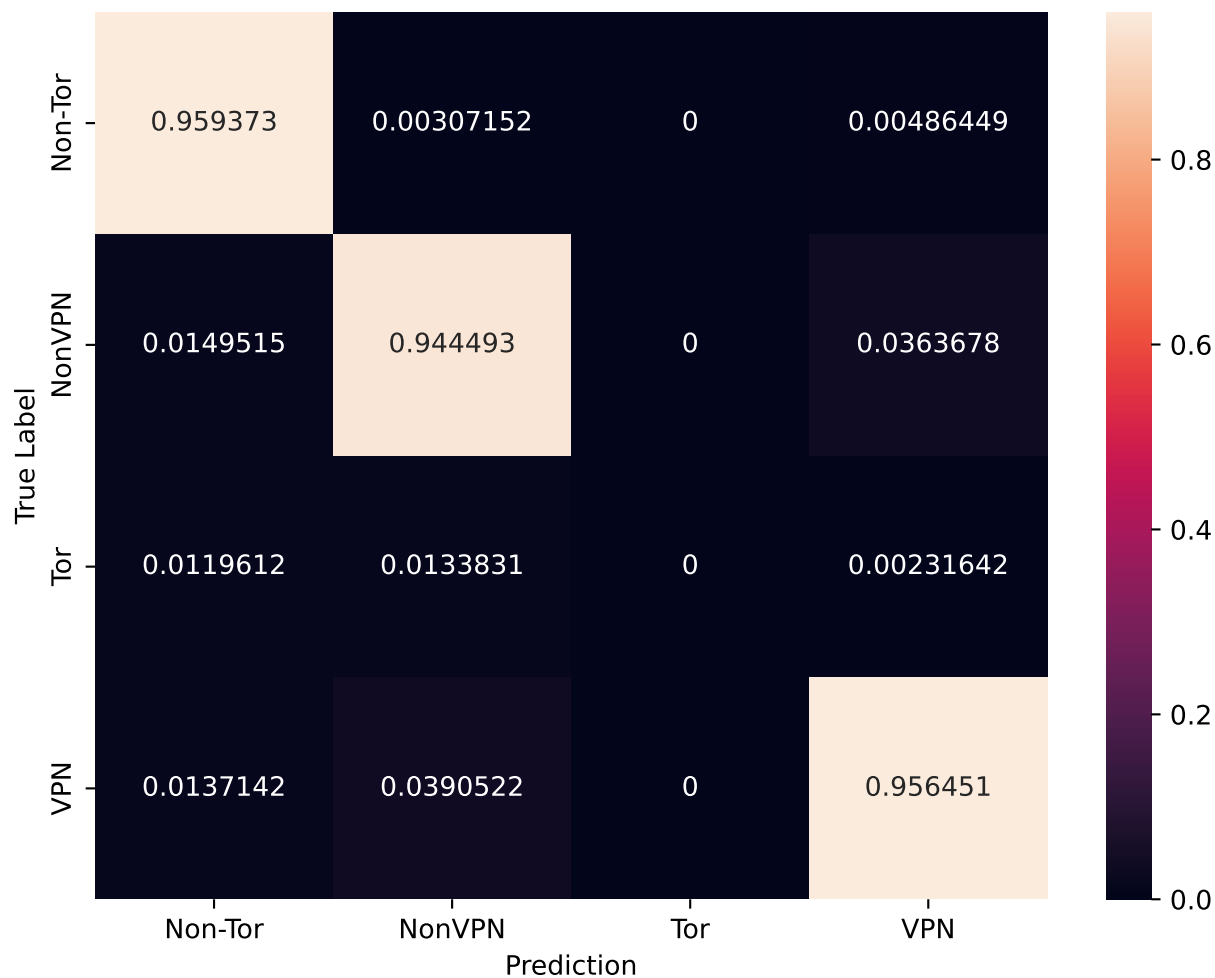 Non-Tor 0.959373 0.00307152 0 0.00486449
NonVPN 0.0149515 0.944493 0 0.0363678
Tor 0.0119612 0.0133831 0 0.00231642
VPN 0.0137142 0.0390522 0 0.956451
True Label
Non-Tor NonVPN Tor VPN
Prediction
0.8
0.6
0.4
0.2
0.0